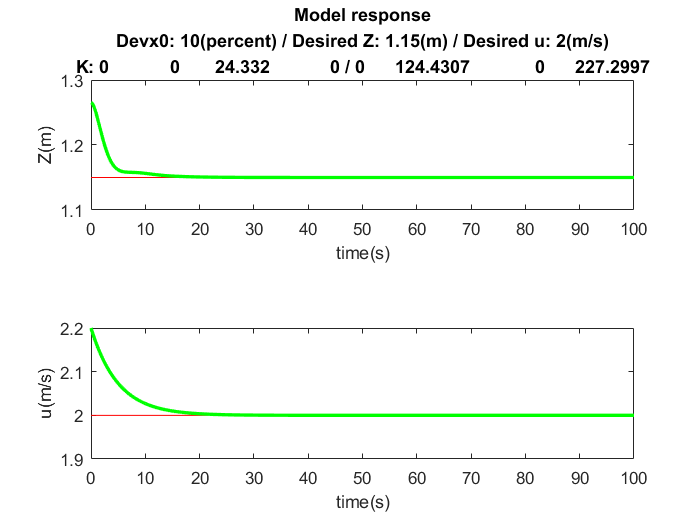 Model response
Devx0: 10(percent) / Desired Z: 1.15(m) / Desired u: 2(m/s)
K: 0 0 24.332 0 / 0 124.4307 0 227.2997
1.3
1.2
1.1
Z(m)
0 10 20 30 40 50 60 70 80 90 100
time(s)
2.2
2.1
2
1.9
u(m/s)
0 10 20 30 40 50 60 70 80 90 100
time(s)